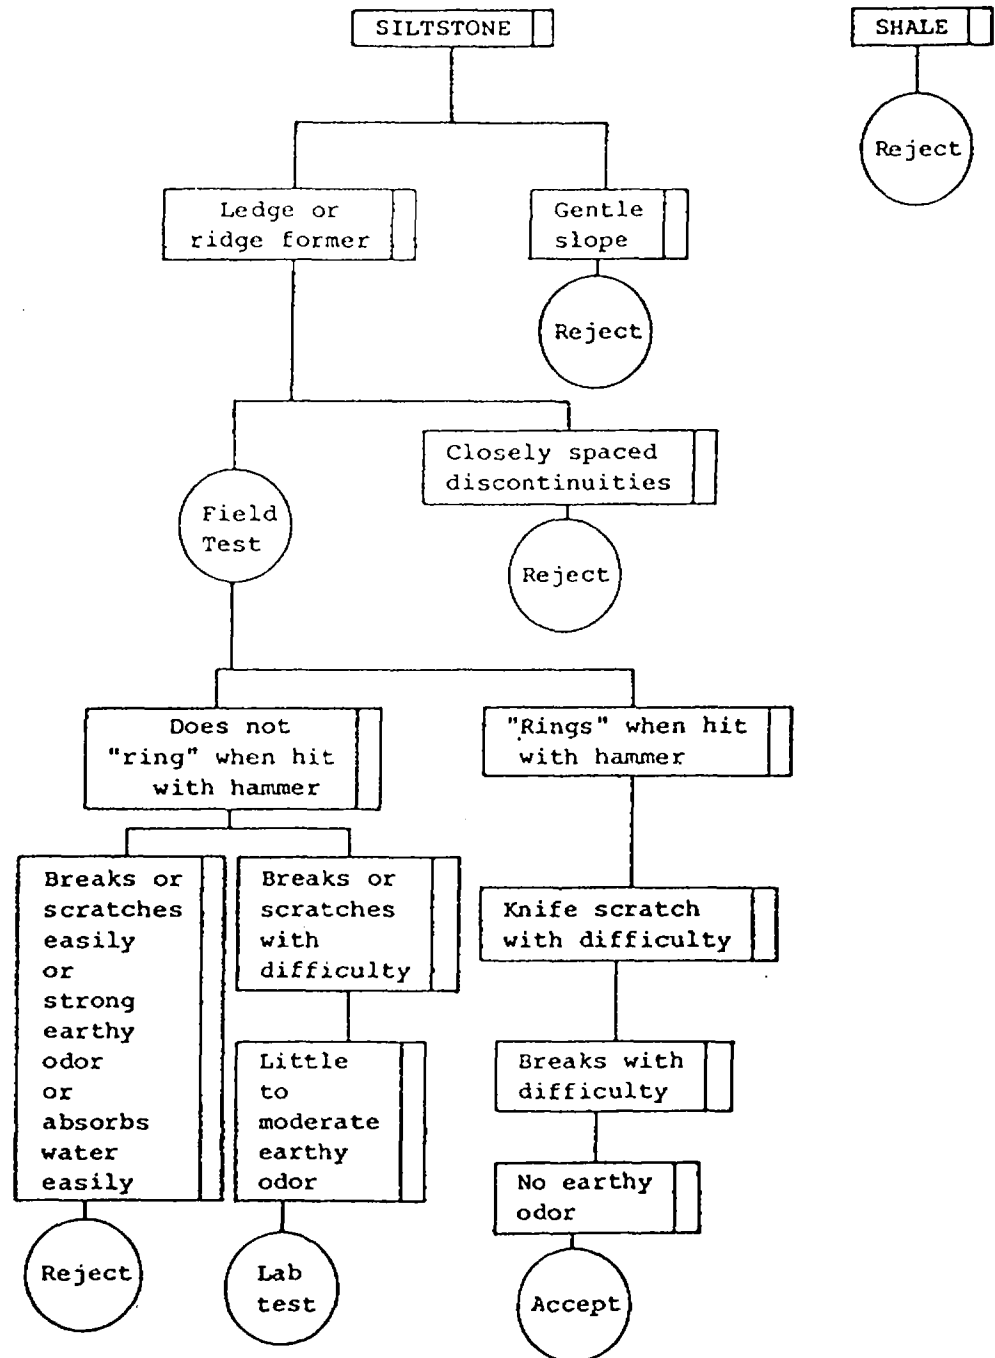 SILTSTONE
SHALE
Reject
Ledge or
ridge former
Gentle
slope
Reject
Closely spaced
discontinuities
Field
Test
Reject
Does not
"ring" when hit
with hammer
"Rings" when hit
with hammer
Breaks or
scratches
easily
or
strong
earthy
odor
or
absorbs
water
easily
Breaks or
scratches
with
difficulty
Knife scratch
with difficulty
Little
to
moderate
earthy
odor
Breaks with
difficulty
No earthy
odor
Reject
Lab
test
Accept